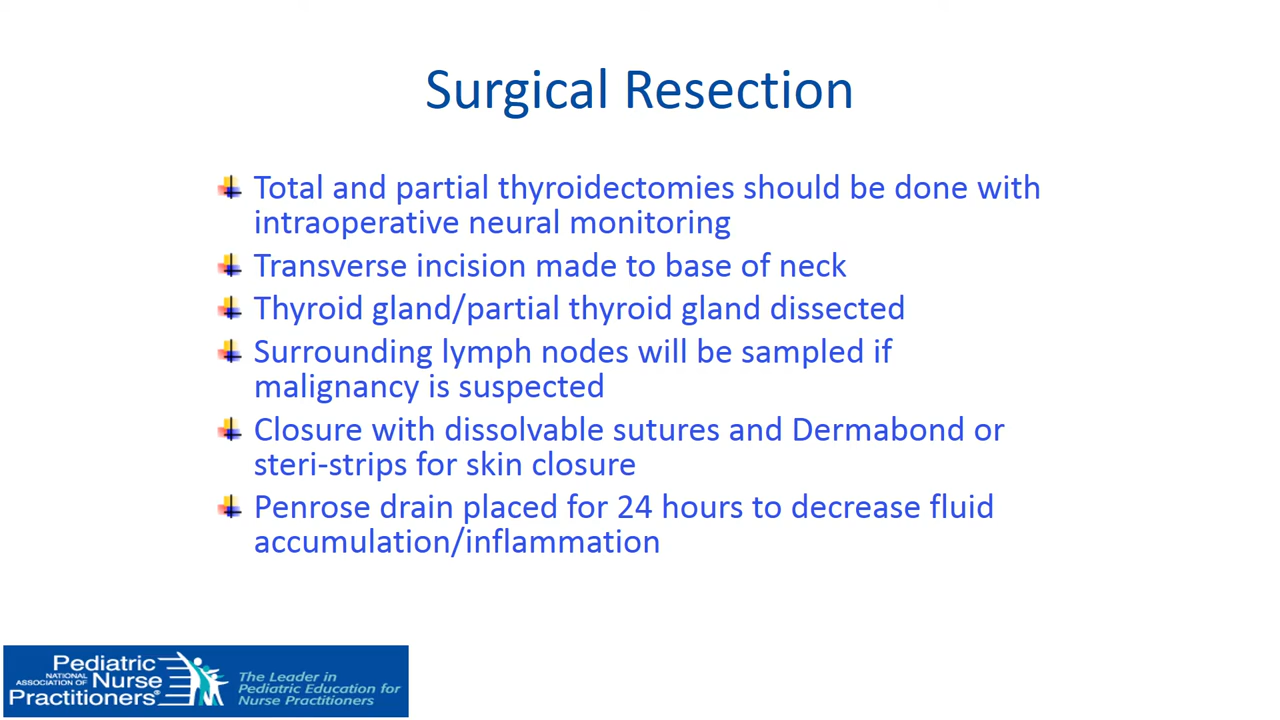 Surgical Resection
Total and partial thyroidectomies should be done with
intraoperative neural monitoring
Transverse incision made to base of neck
Thyroid gland/partial thyroid gland dissected
Surrounding lymph nodes will be sampled if
malignancy is suspected
Closure with dissolvable sutures and Dermabond or
steri-strips for skin closure
Penrose drain placed for 24 hours to decrease fluid
accumulation/inflammation
Pediatric
NATIONAL
ASSOCIATION OF Nurse
Practitioners®
The Leader in
Pediatric Education for
Nurse Practitioners